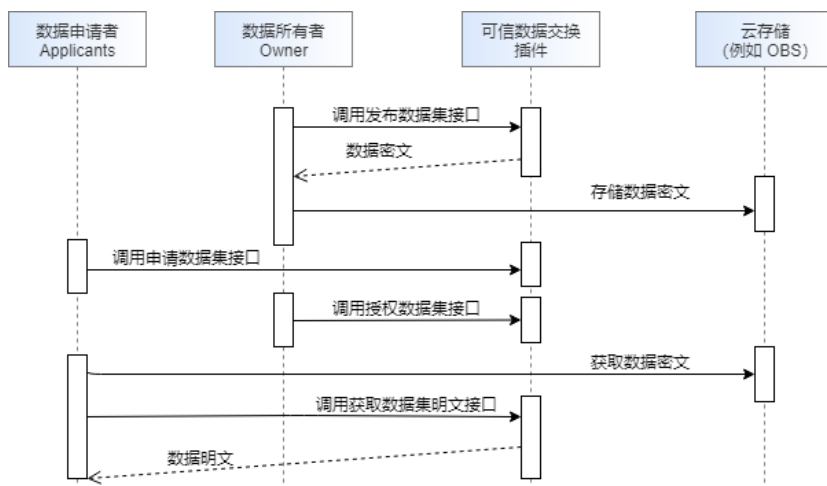 数据申请者
Applicants
数据所有者
Owner
可信数据交换
插件
云存储
(例如 OBS)
调用发布数据集接口
数据密文
存储数据密文
调用申请数据集接口
调用授权数据集接口
获取数据密文
调用获取数据集明文接口
数据明文